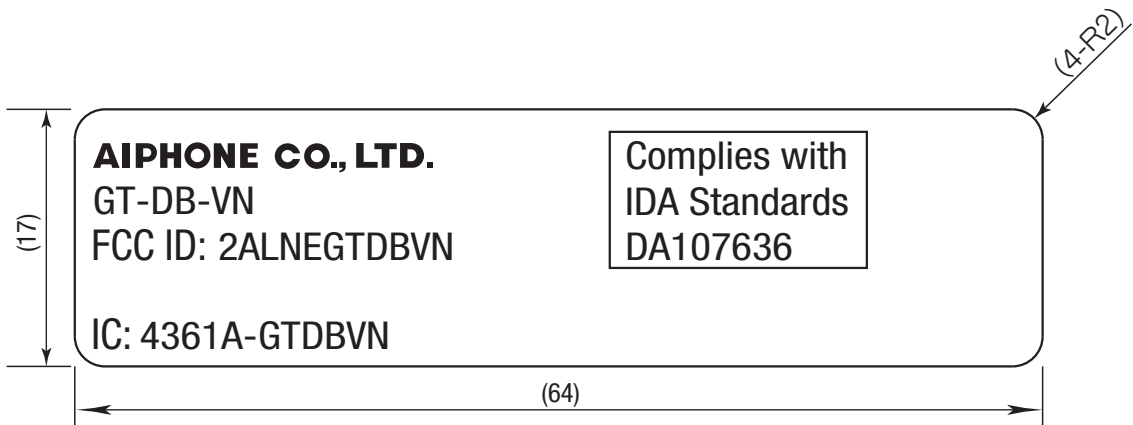 (4-R2)
AIPHONE CO., LTD.
GT-DB-VN
FCC ID: 2ALNEGTDBVN
IC: 4361A-GTDBVN
Complies with
IDA Standards
DA107636
(17)
(64)